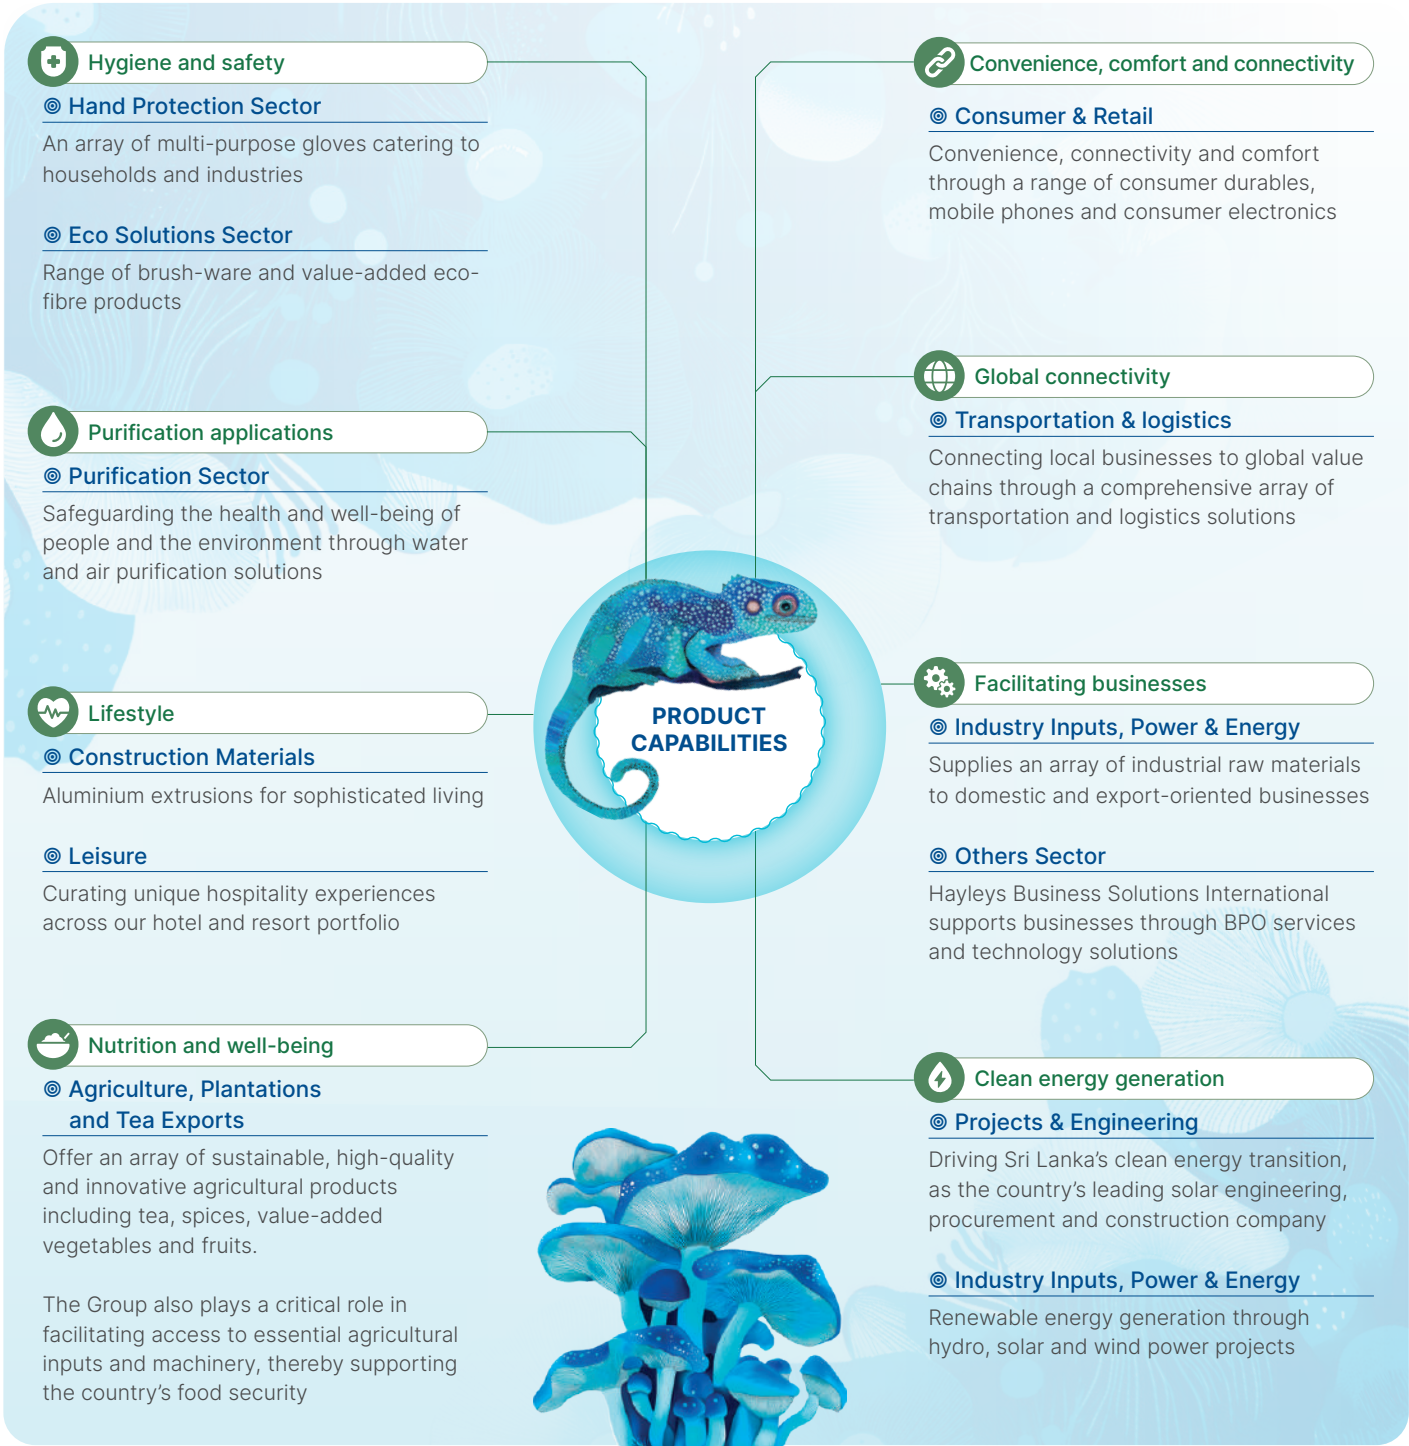 Hygiene and safety
Hand Protection Sector
An array of multi-purpose gloves catering to
households and industries
Eco Solutions Sector
Range of brush-ware and value-added eco-
fibre products
Purification applications
Purification Sector
Safeguarding the health and well-being of
people and the environment through water
and air purification solutions
Lifestyle
Construction Materials
Aluminium extrusions for sophisticated living
Leisure
Curating unique hospitality experiences
across our hotel and resort portfolio
Nutrition and well-being
Agriculture, Plantations
and Tea Exports
Offer an array of sustainable, high-quality
and innovative agricultural products
including tea, spices, value-added
vegetables and fruits.
The Group also plays a critical role in
facilitating access to essential agricultural
inputs and machinery, thereby supporting
the country’s food security
PRODUCT
CAPABILITIES
Convenience, comfort and connectivity
Consumer & Retail
Convenience, connectivity and comfort
through a range of consumer durables,
mobile phones and consumer electronics
Global connectivity
Transportation & logistics
Connecting local businesses to global value
chains through a comprehensive array of
transportation and logistics solutions
Facilitating businesses
Industry Inputs, Power & Energy
Supplies an array of industrial raw materials
to domestic and export-oriented businesses
Others Sector
Hayleys Business Solutions International
supports businesses through BPO services
and technology solutions
Clean energy generation
Projects & Engineering
Driving Sri Lanka’s clean energy transition,
as the country’s leading solar engineering,
procurement and construction company
Industry Inputs, Power & Energy
Renewable energy generation through
hydro, solar and wind power projects